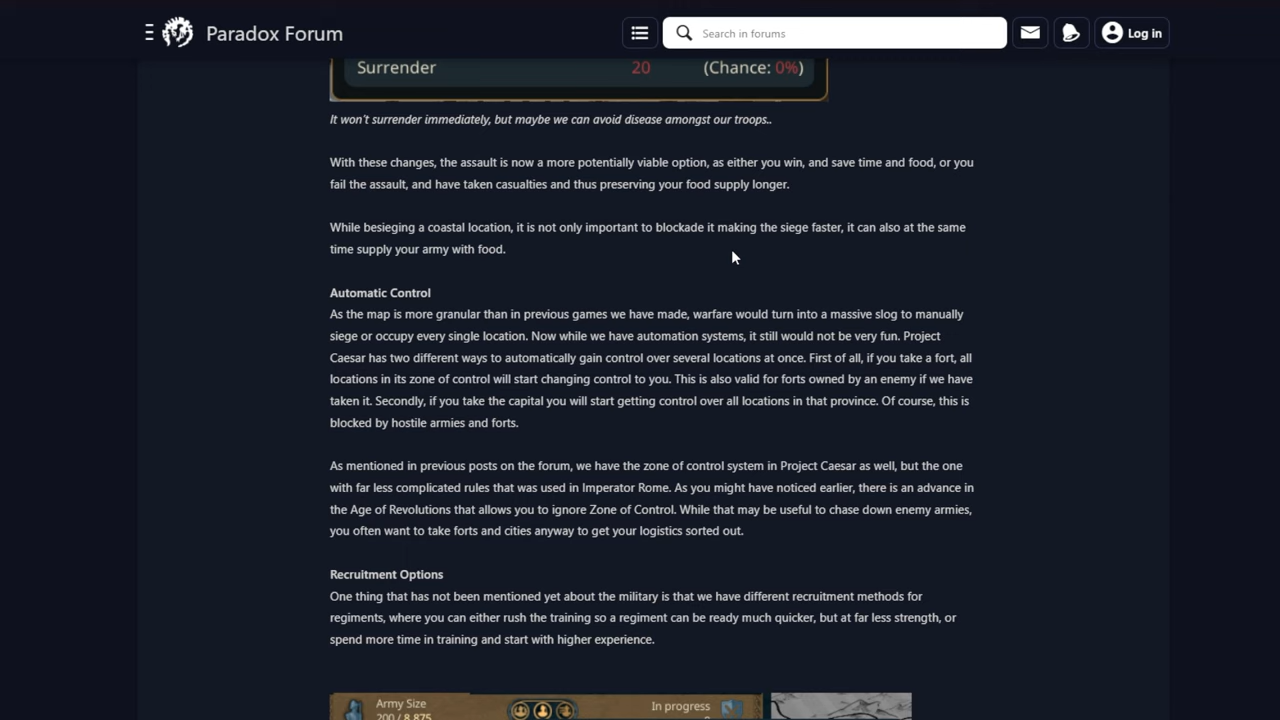 Paradox Forum
Search in forums
Log in
Surrender 20 (Chance: 0%)
It won't surrender immediately, but maybe we can avoid disease amongst our troops..
With these changes, the assault is now a more potentially viable option, as either you win, and save time and food, or you
fail the assault, and have taken casualties and thus preserving your food supply longer.
While besieging a coastal location, it is not only important to blockade it making the siege faster, it can also at the same
time supply your army with food.
Automatic Control
As the map is more granular than in previous games we have made, warfare would turn into a massive slog to manually
siege or occupy every single location. Now while we have automation systems, it still would not be very fun. Project
Caesar has two different ways to automatically gain control over several locations at once. First of all, if you take a fort, all
locations in its zone of control will start changing control to you. This is also valid for forts owned by an enemy if we have
taken it. Secondly, if you take the capital you will start getting control over all locations in that province. Of course, this is
blocked by hostile armies and forts.
As mentioned in previous posts on the forum, we have the zone of control system in Project Caesar as well, but the one
with far less complicated rules that was used in Imperator Rome. As you might have noticed earlier, there is an advance in
the Age of Revolutions that allows you to ignore Zone of Control. While that may be useful to chase down enemy armies,
you often want to take forts and cities anyway to get your logistics sorted out.
Recruitment Options
One thing that has not been mentioned yet about the military is that we have different recruitment methods for
regiments, where you can either rush the training so a regiment can be ready much quicker, but at far less strength, or
spend more time in training and start with higher experience.
Army Size
In progress
200 / 8,875